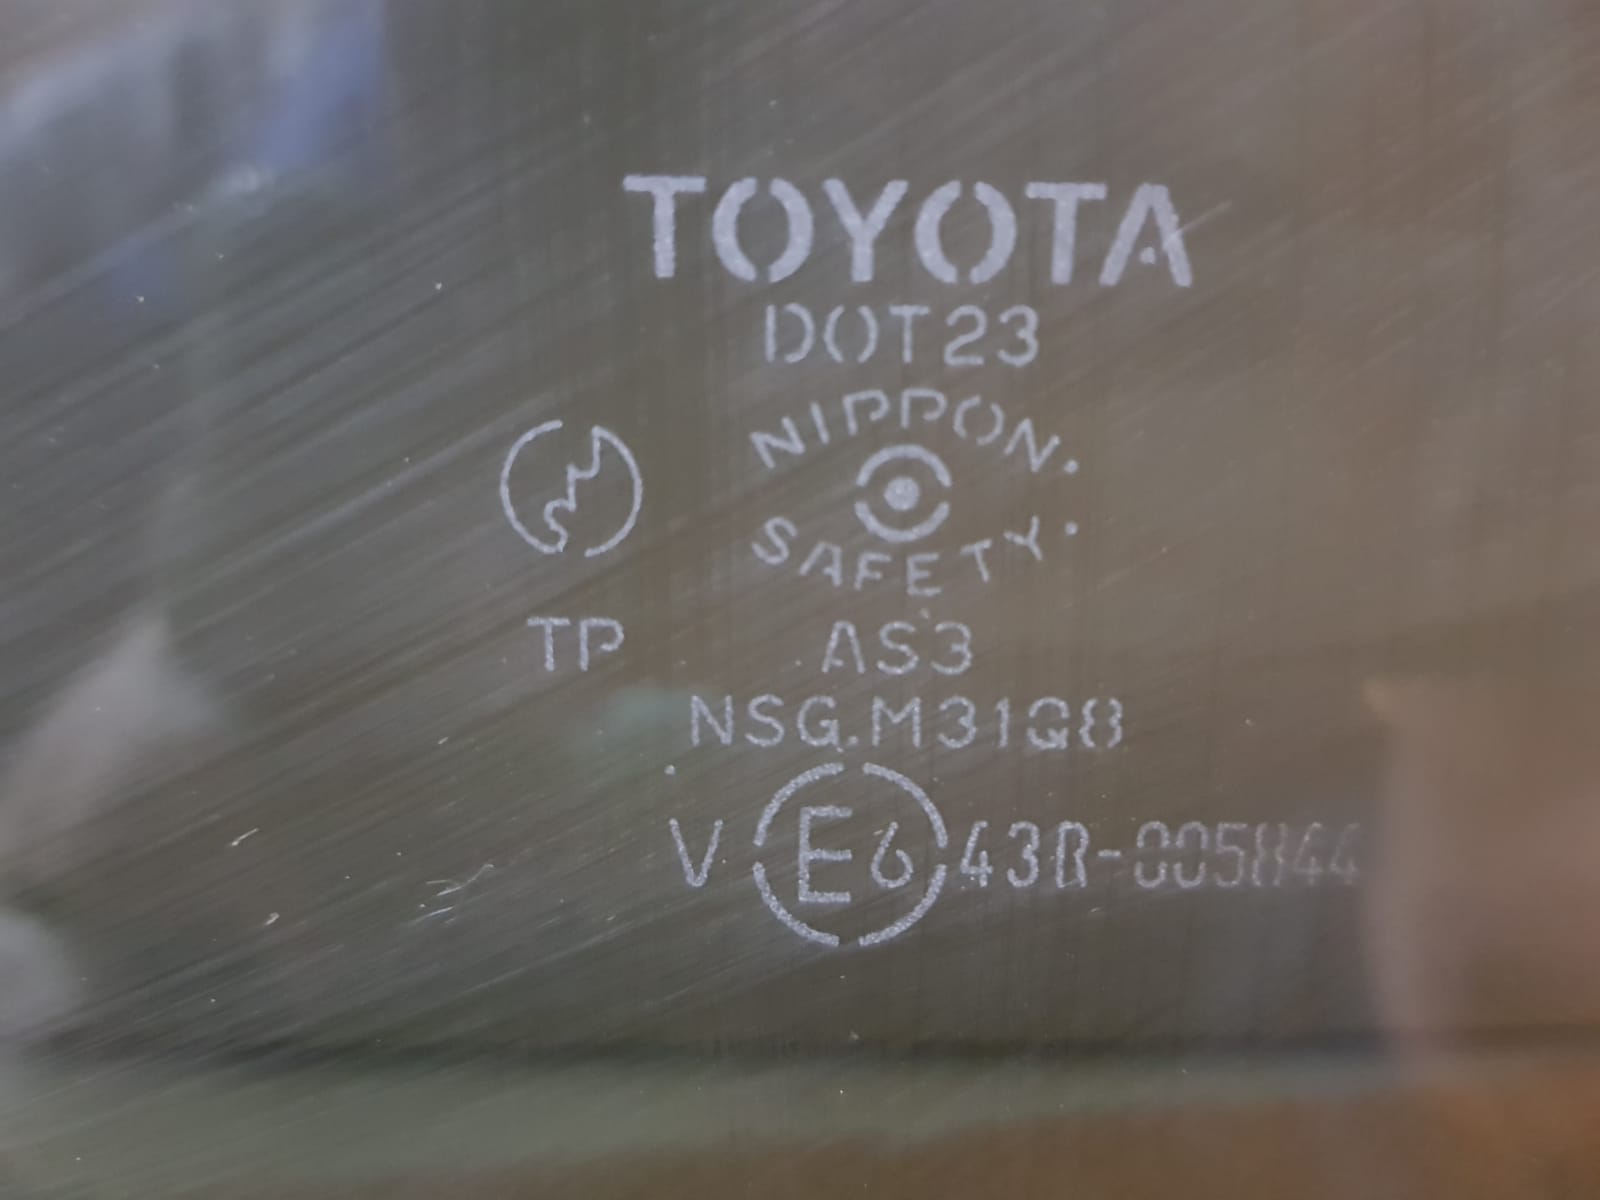 TOYOTA
DOT23
NIPPON.
SAFETY.
TP AS3
NSG.M31Q8
V E6 43R-005844